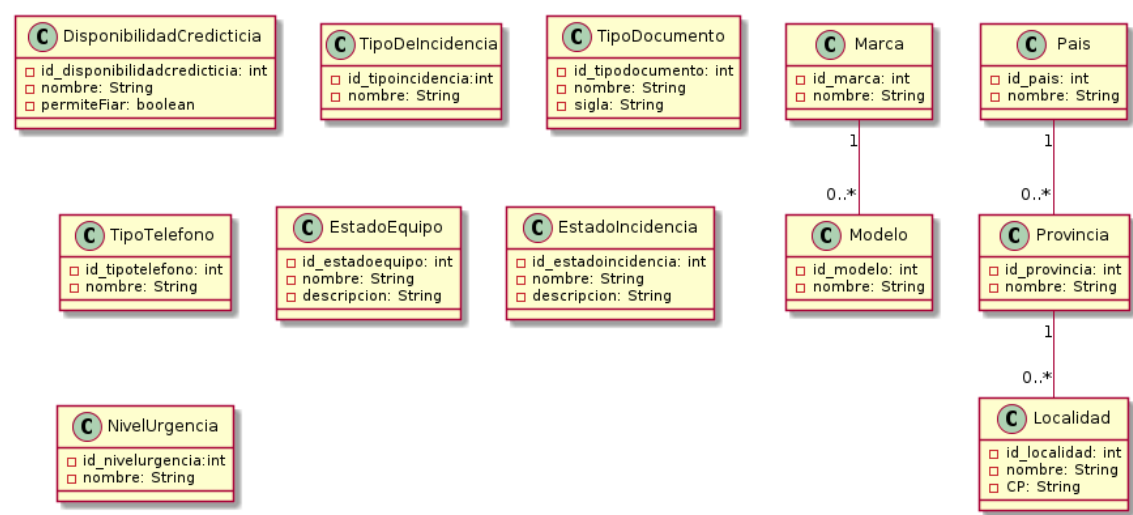 C DisponibilidadCredicticia
id_disponibilidadcredicticia: int
nombre: String
permiteFiar: boolean
C TipoDeIncidencia
id_tipoincidencia:int
nombre: String
C TipoDocumento
id_tipodocumento: int
nombre: String
sigla: String
C Marca
id_marca: int
nombre: String
C Pais
id_pais: int
nombre: String
1
0..*
1
0..*
C TipoTelefono
id_tipotelefono: int
nombre: String
C EstadoEquipo
id_estadoequipo: int
nombre: String
descripcion: String
C EstadoIncidencia
id_estadoincidencia: int
nombre: String
descripcion: String
C Modelo
id_modelo: int
nombre: String
C Provincia
id_provincia: int
nombre: String
1
0..*
C NivelUrgencia
id_nivelurgencia:int
nombre: String
C Localidad
id_localidad: int
nombre: String
CP: String